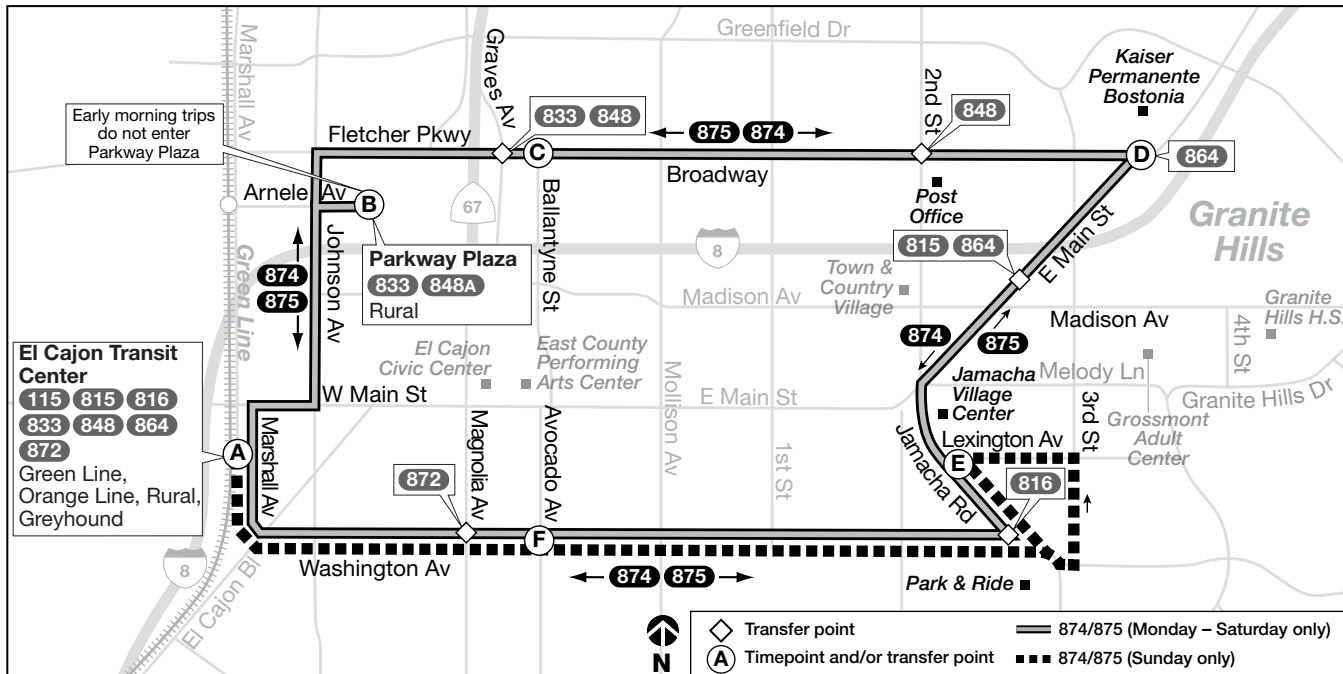 Greenfield Dr
Marshall Av
Graves Av
2nd St
Kaiser
Permanente
Bostonia
Early morning trips
do not enter
Parkway Plaza
833 848
848
Fletcher Pkwy
875 874
C
D
864
Broadway
Arnele Av
B
67
Ballantyne St
Post
Office
Granite
Hills
Green Line
874
875
Johnson Av
Parkway Plaza
833 848A
Rural
8
815 864
E Main St
Town &
Country
Village
Madison Av
Madison Av
4th St
Granite
Hills H.S.
El Cajon Transit
Center
115 815 816
833 848 864
872
Green Line,
Orange Line, Rural,
Greyhound
El Cajon
Civic Center
East County
Performing
Arts Center
874
875
Melody Ln
Jamacha
Village
Center
W Main St
E Main St
Mollison Av
Granite Hills Dr
3rd St
Grossmont
Adult
Center
A
Marshall Av
Magnolia Av
Avocado Av
1st St
Jamacha Rd
Lexington Av
E
872
816
F
8
El Cajon Bl
Washington Av
874 875
Park & Ride
N
Transfer point
874/875 (Monday – Saturday only)
A
Timepoint and/or transfer point
874/875 (Sunday only)